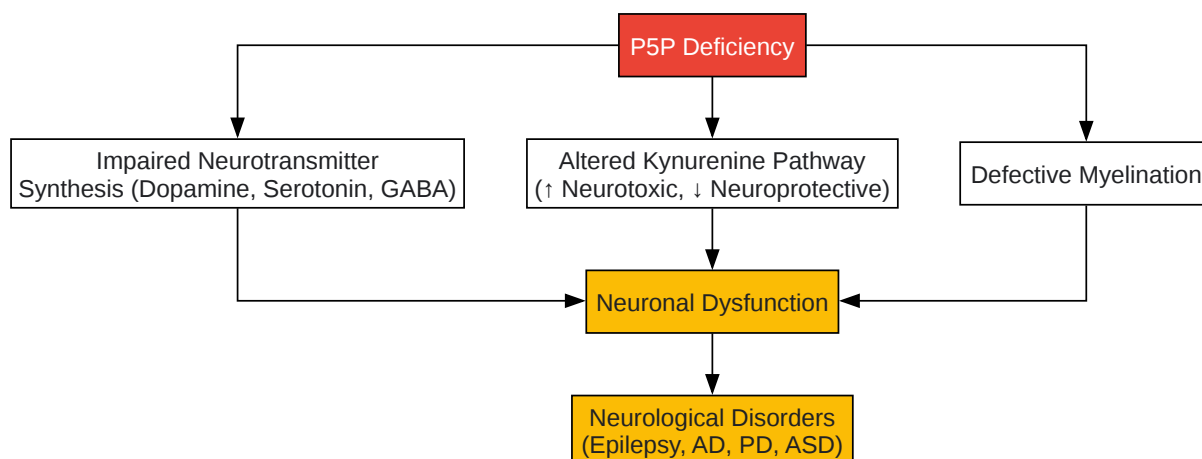 P5P Deficiency
Impaired Neurotransmitter
Synthesis (Dopamine, Serotonin, GABA)
Altered Kynurenine Pathway
(↑ Neurotoxic, ↓ Neuroprotective)
Defective Myelination
Neuronal Dysfunction
Neurological Disorders
(Epilepsy, AD, PD, ASD)